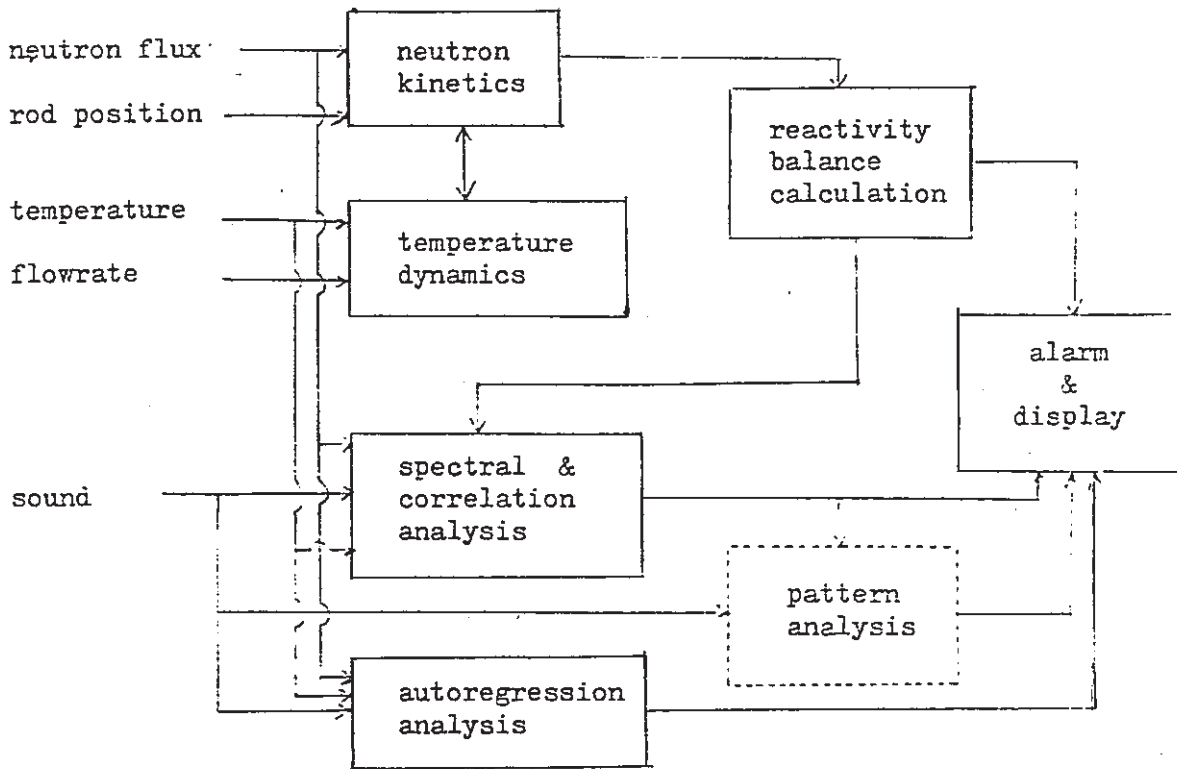 neutron flux
rod position
temperature
flowrate
sound
neutron
kinetics
temperature
dynamics
reactivity
balance
calculation
spectral &
correlation
analysis
pattern
analysis
autoregression
analysis
alarm
&
display